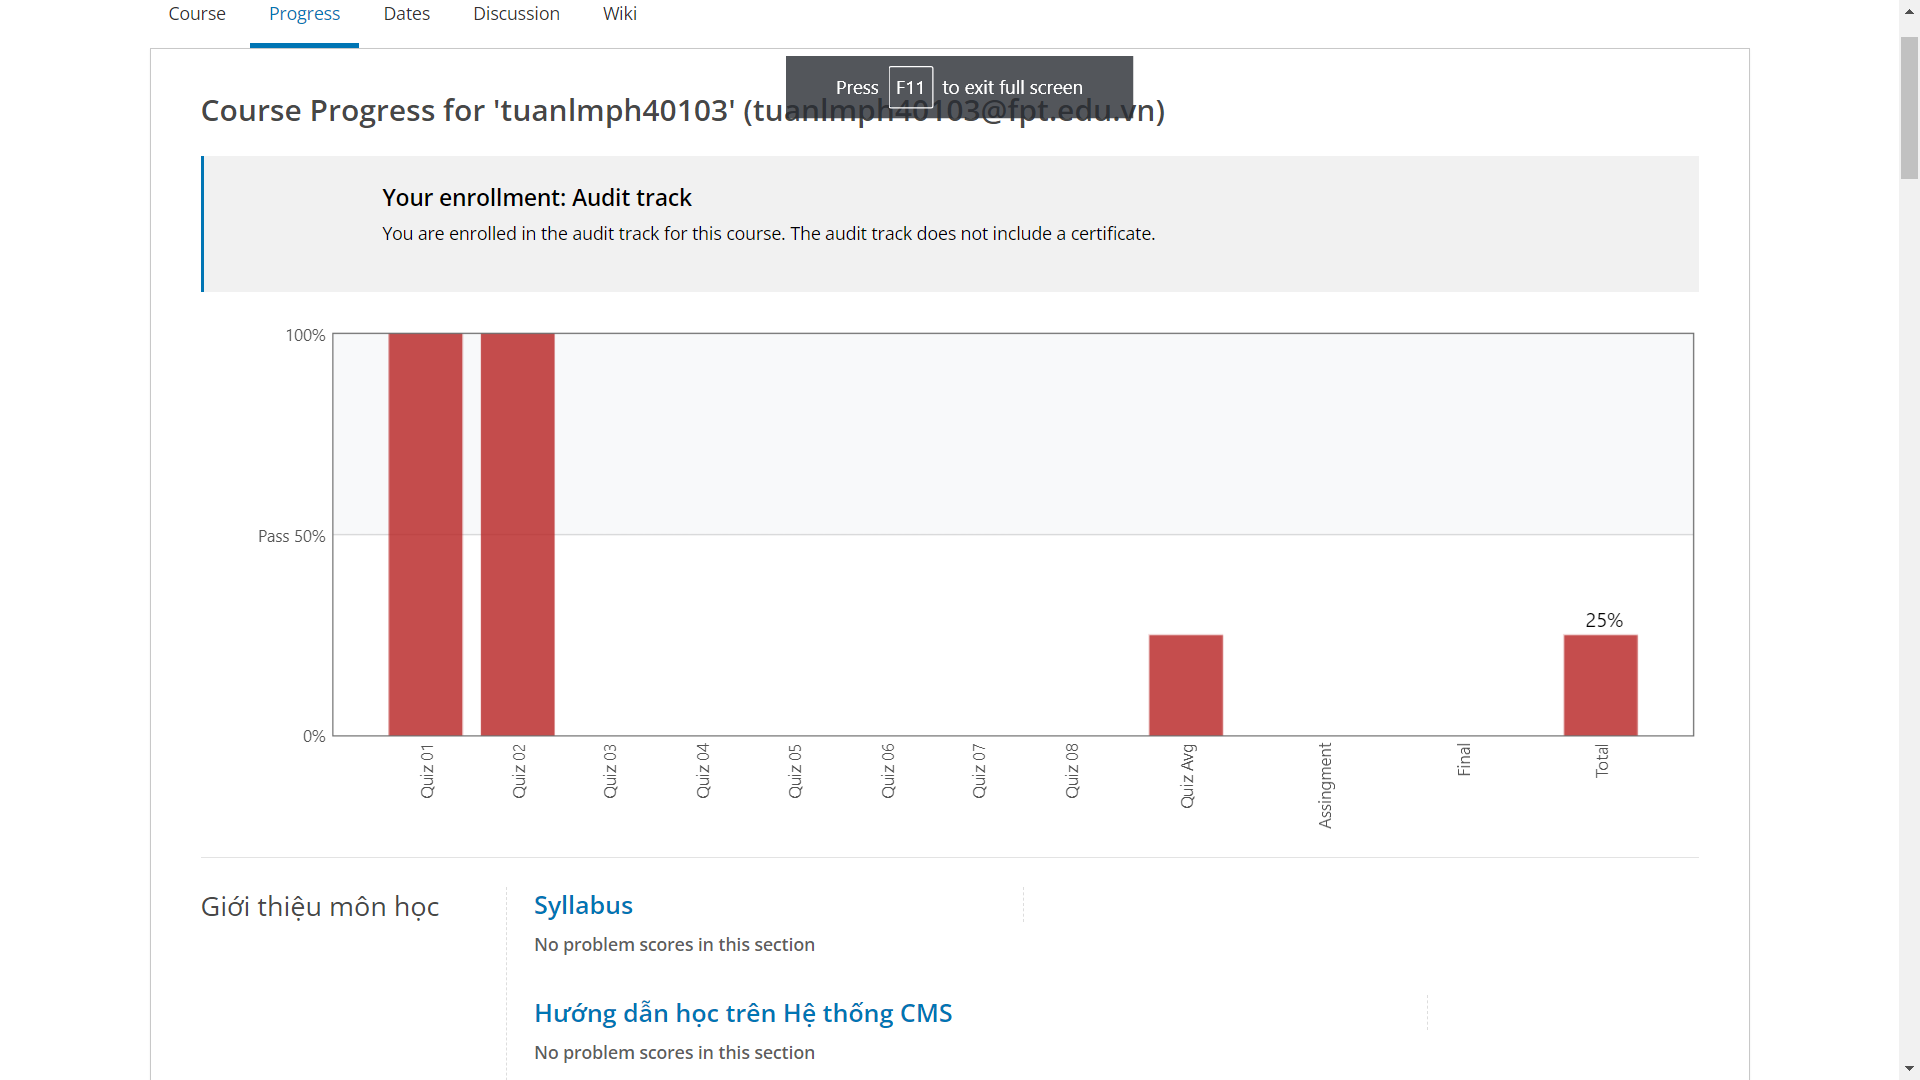 Course Progress Dates Discussion Wiki
Press F11 to exit full screen
Course Progress for 'tuanlmph40103' (tuanlmph40103@fpt.edu.vn)
Your enrollment: Audit track
You are enrolled in the audit track for this course. The audit track does not include a certificate.
100%
Pass 50%
0%
25%
Quiz 01
Quiz 02
Quiz 03
Quiz 04
Quiz 05
Quiz 06
Quiz 07
Quiz 08
Quiz Avg
Assingment
Final
Total
Giới thiệu môn học
Syllabus
No problem scores in this section
Hướng dẫn học trên Hệ thống CMS
No problem scores in this section